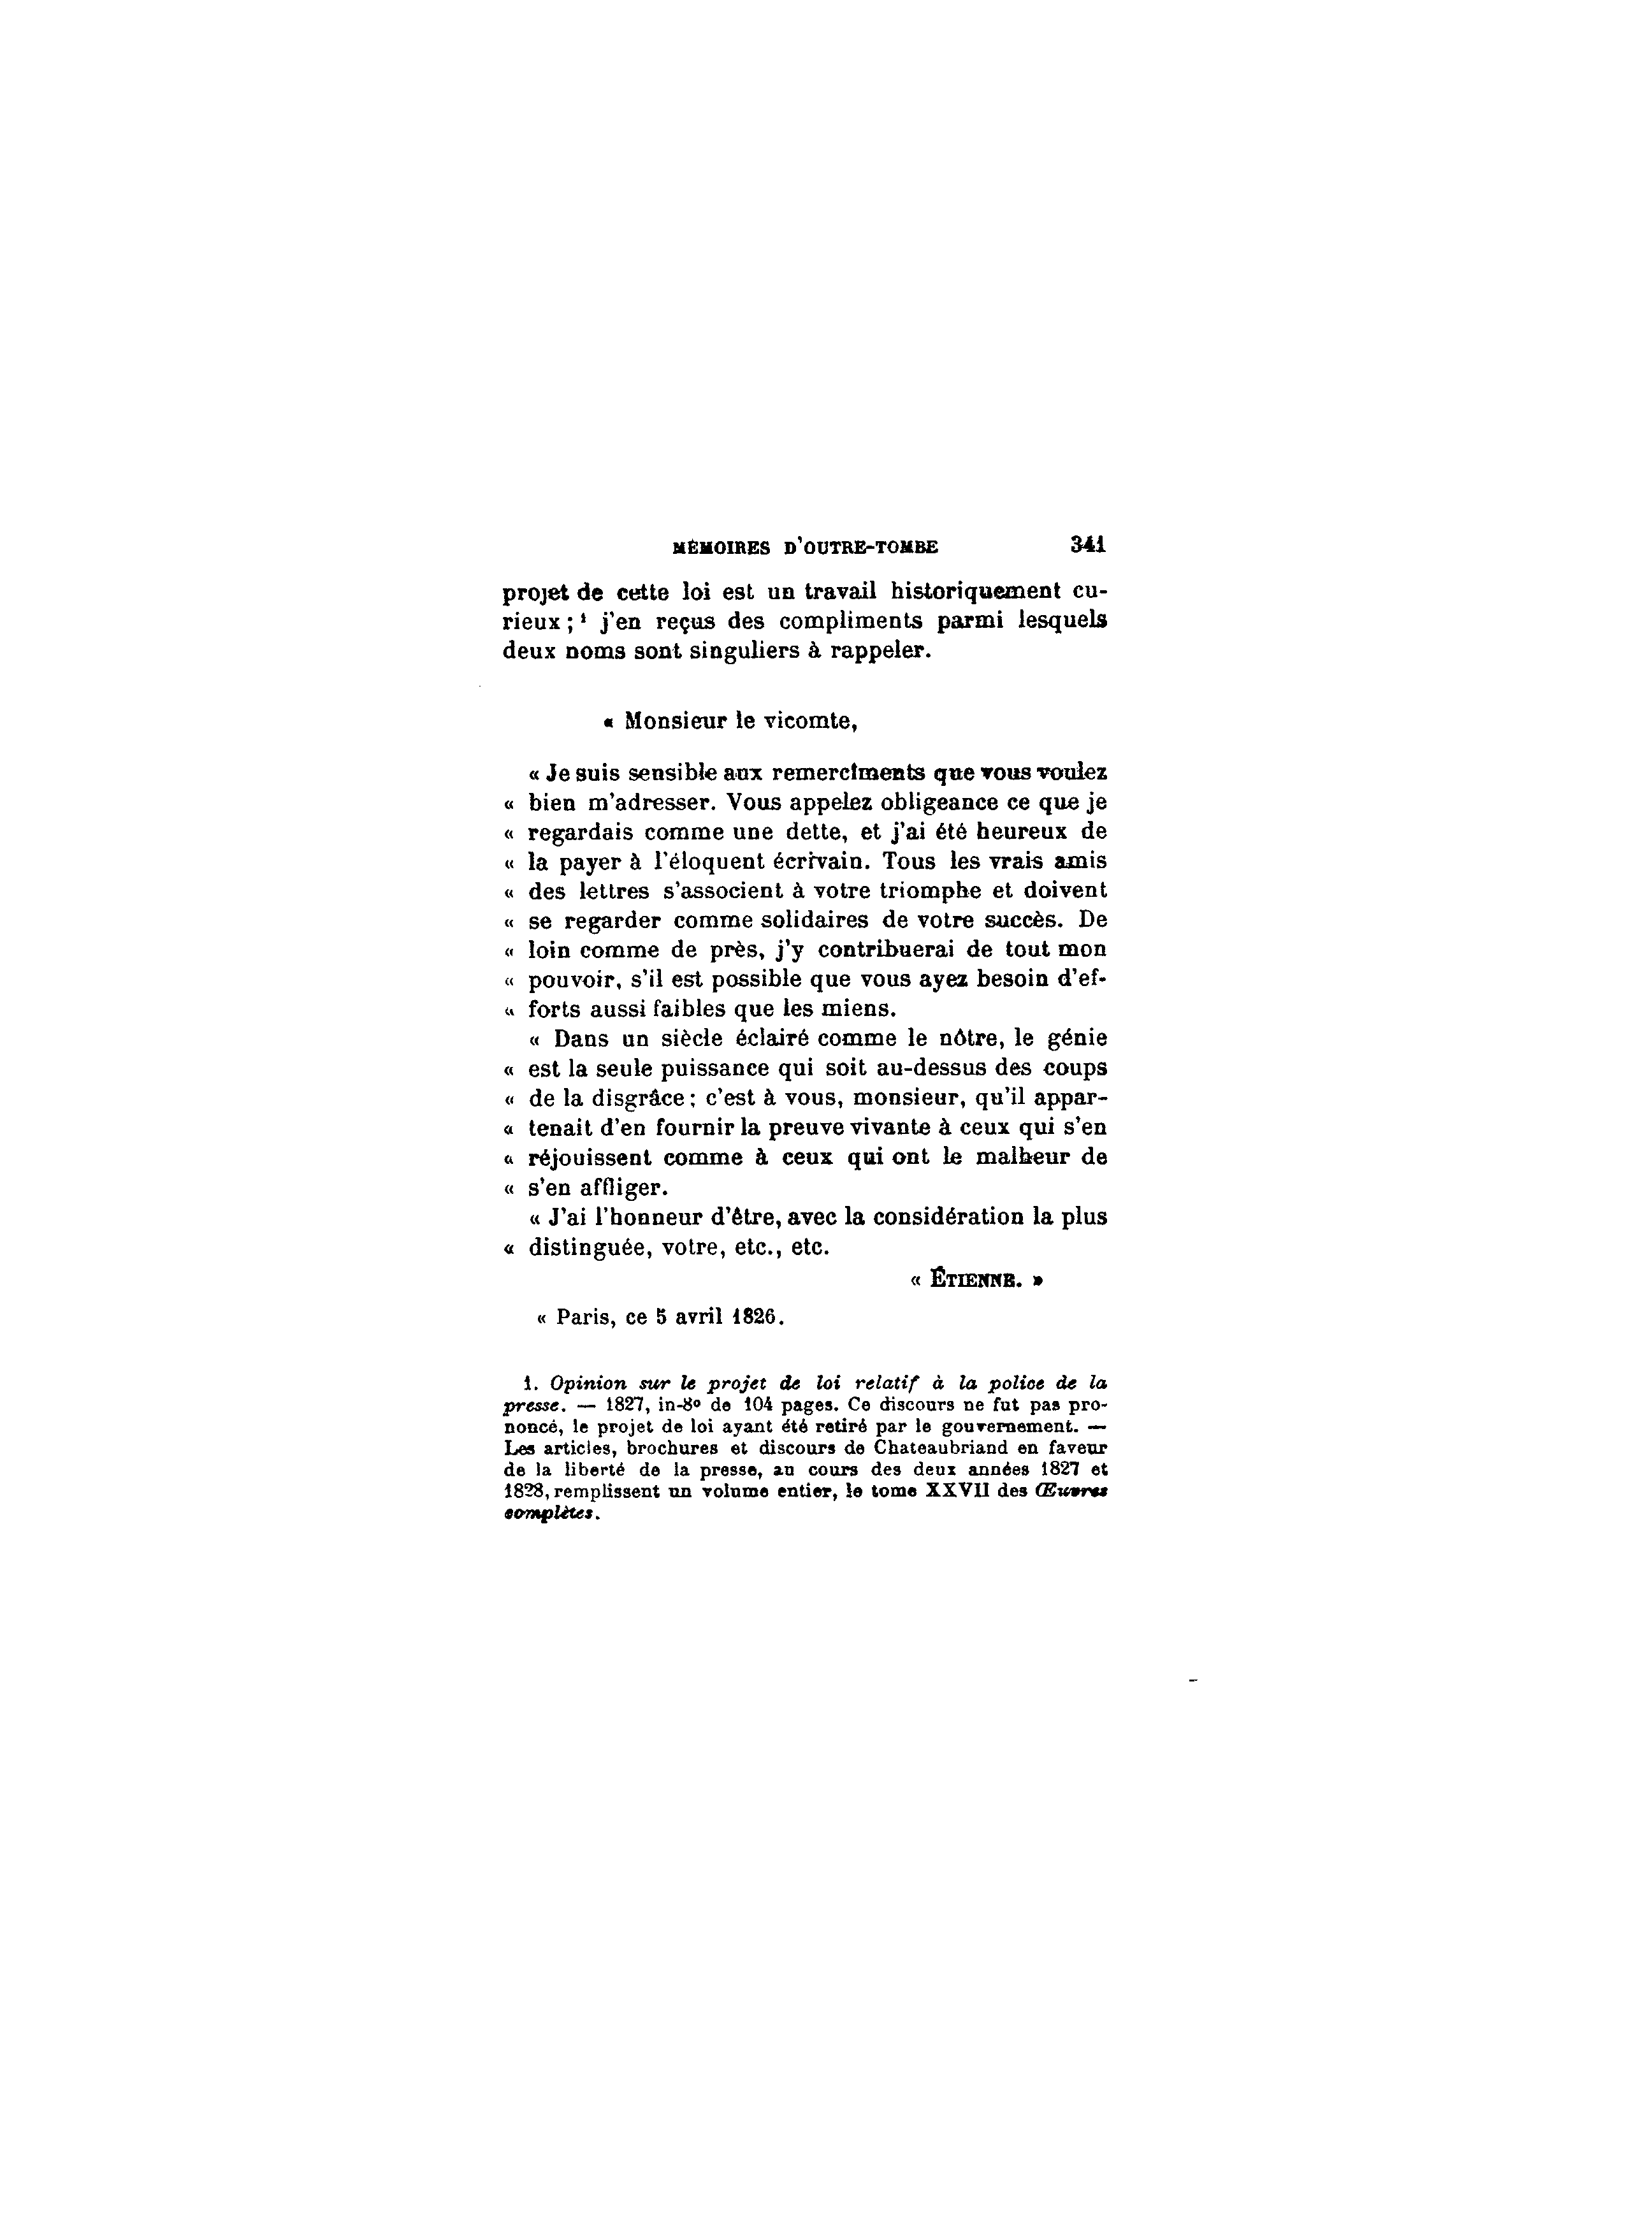 MÉMOIRES D'OUTRE-TOMBE 341
projet de cette loi est un travail historiquement cu-
rieux ; ¹ j'en reçus des compliments parmi lesquels
deux noms sont singuliers à rappeler.
« Monsieur le vicomte,
« Je suis sensible aux remercîments que vous voulez
« bien m'adresser. Vous appelez obligeance ce que je
« regardais comme une dette, et j'ai été heureux de
« la payer à l'éloquent écrivain. Tous les vrais amis
« des lettres s'associent à votre triomphe et doivent
« se regarder comme solidaires de votre succès. De
« loin comme de près, j'y contribuerai de tout mon
« pouvoir, s'il est possible que vous ayez besoin d'ef-
« forts aussi faibles que les miens.
« Dans un siècle éclairé comme le nôtre, le génie
« est la seule puissance qui soit au-dessus des coups
« de la disgrâce ; c'est à vous, monsieur, qu'il appar-
« tenait d'en fournir la preuve vivante à ceux qui s'en
« réjouissent comme à ceux qui ont le malheur de
« s'en affliger.
« J'ai l'honneur d'être, avec la considération la plus
« distinguée, votre, etc., etc.
« ÉTIENNE. »
« Paris, ce 5 avril 1826.
1. Opinion sur le projet de loi relatif à la police de la
presse. — 1827, in-8º de 104 pages. Ce discours ne fut pas pro-
noncé, le projet de loi ayant été retiré par le gouvernement. —
Les articles, brochures et discours de Chateaubriand en faveur
de la liberté de la presse, au cours des deux années 1827 et
1828, remplissent un volume entier, le tome XXVII des Œuvres
complètes.